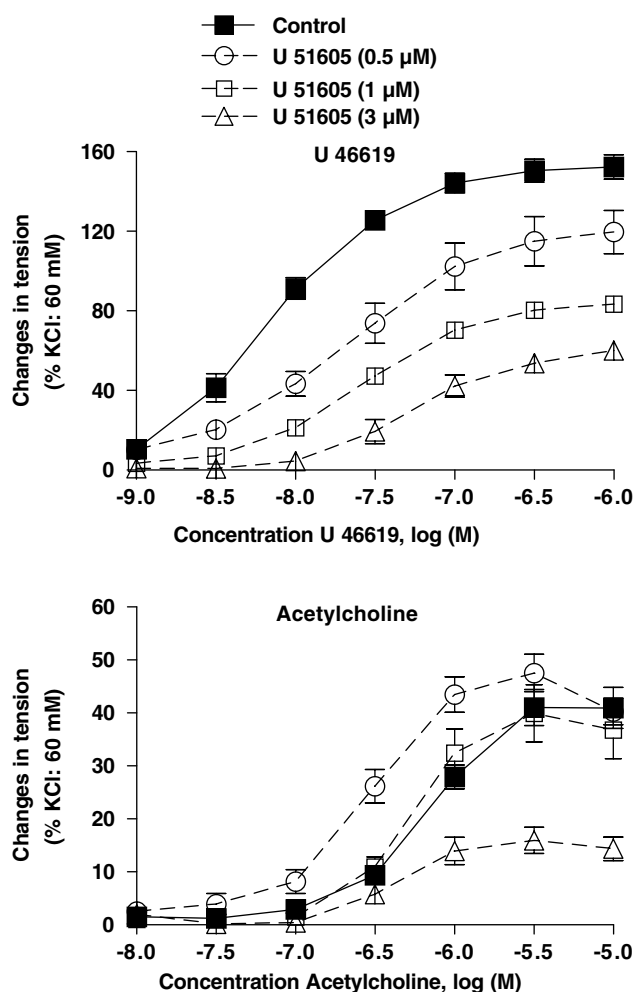 Control
U 51605 (0.5 µM)
U 51605 (1 µM)
U 51605 (3 µM)
U 46619
Changes in tension
(% KCl: 60 mM)
160
120
80
40
0
-9.0 -8.5 -8.0 -7.5 -7.0 -6.5 -6.0
Concentration U 46619, log (M)
Acetylcholine
Changes in tension
(% KCl: 60 mM)
60
50
40
30
20
10
0
-8.0 -7.5 -7.0 -6.5 -6.0 -5.5 -5.0
Concentration Acetylcholine, log (M)